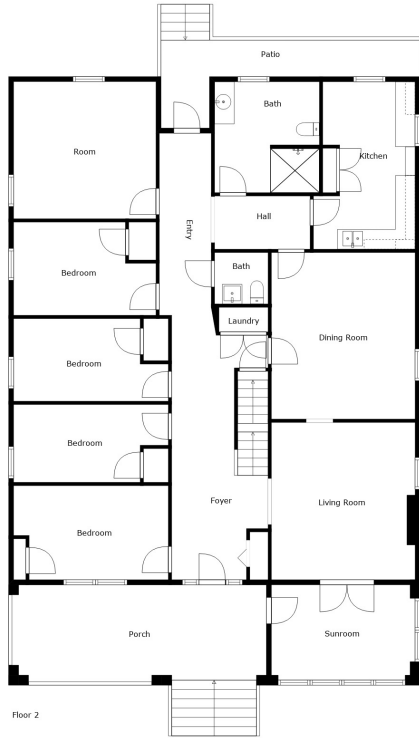 Patio
Bath
Room
Kitchen
Entry
Hall
Bedroom
Bath
Laundry
Dining Room
Bedroom
Bedroom
Foyer
Living Room
Bedroom
Porch
Sunroom
Floor 2